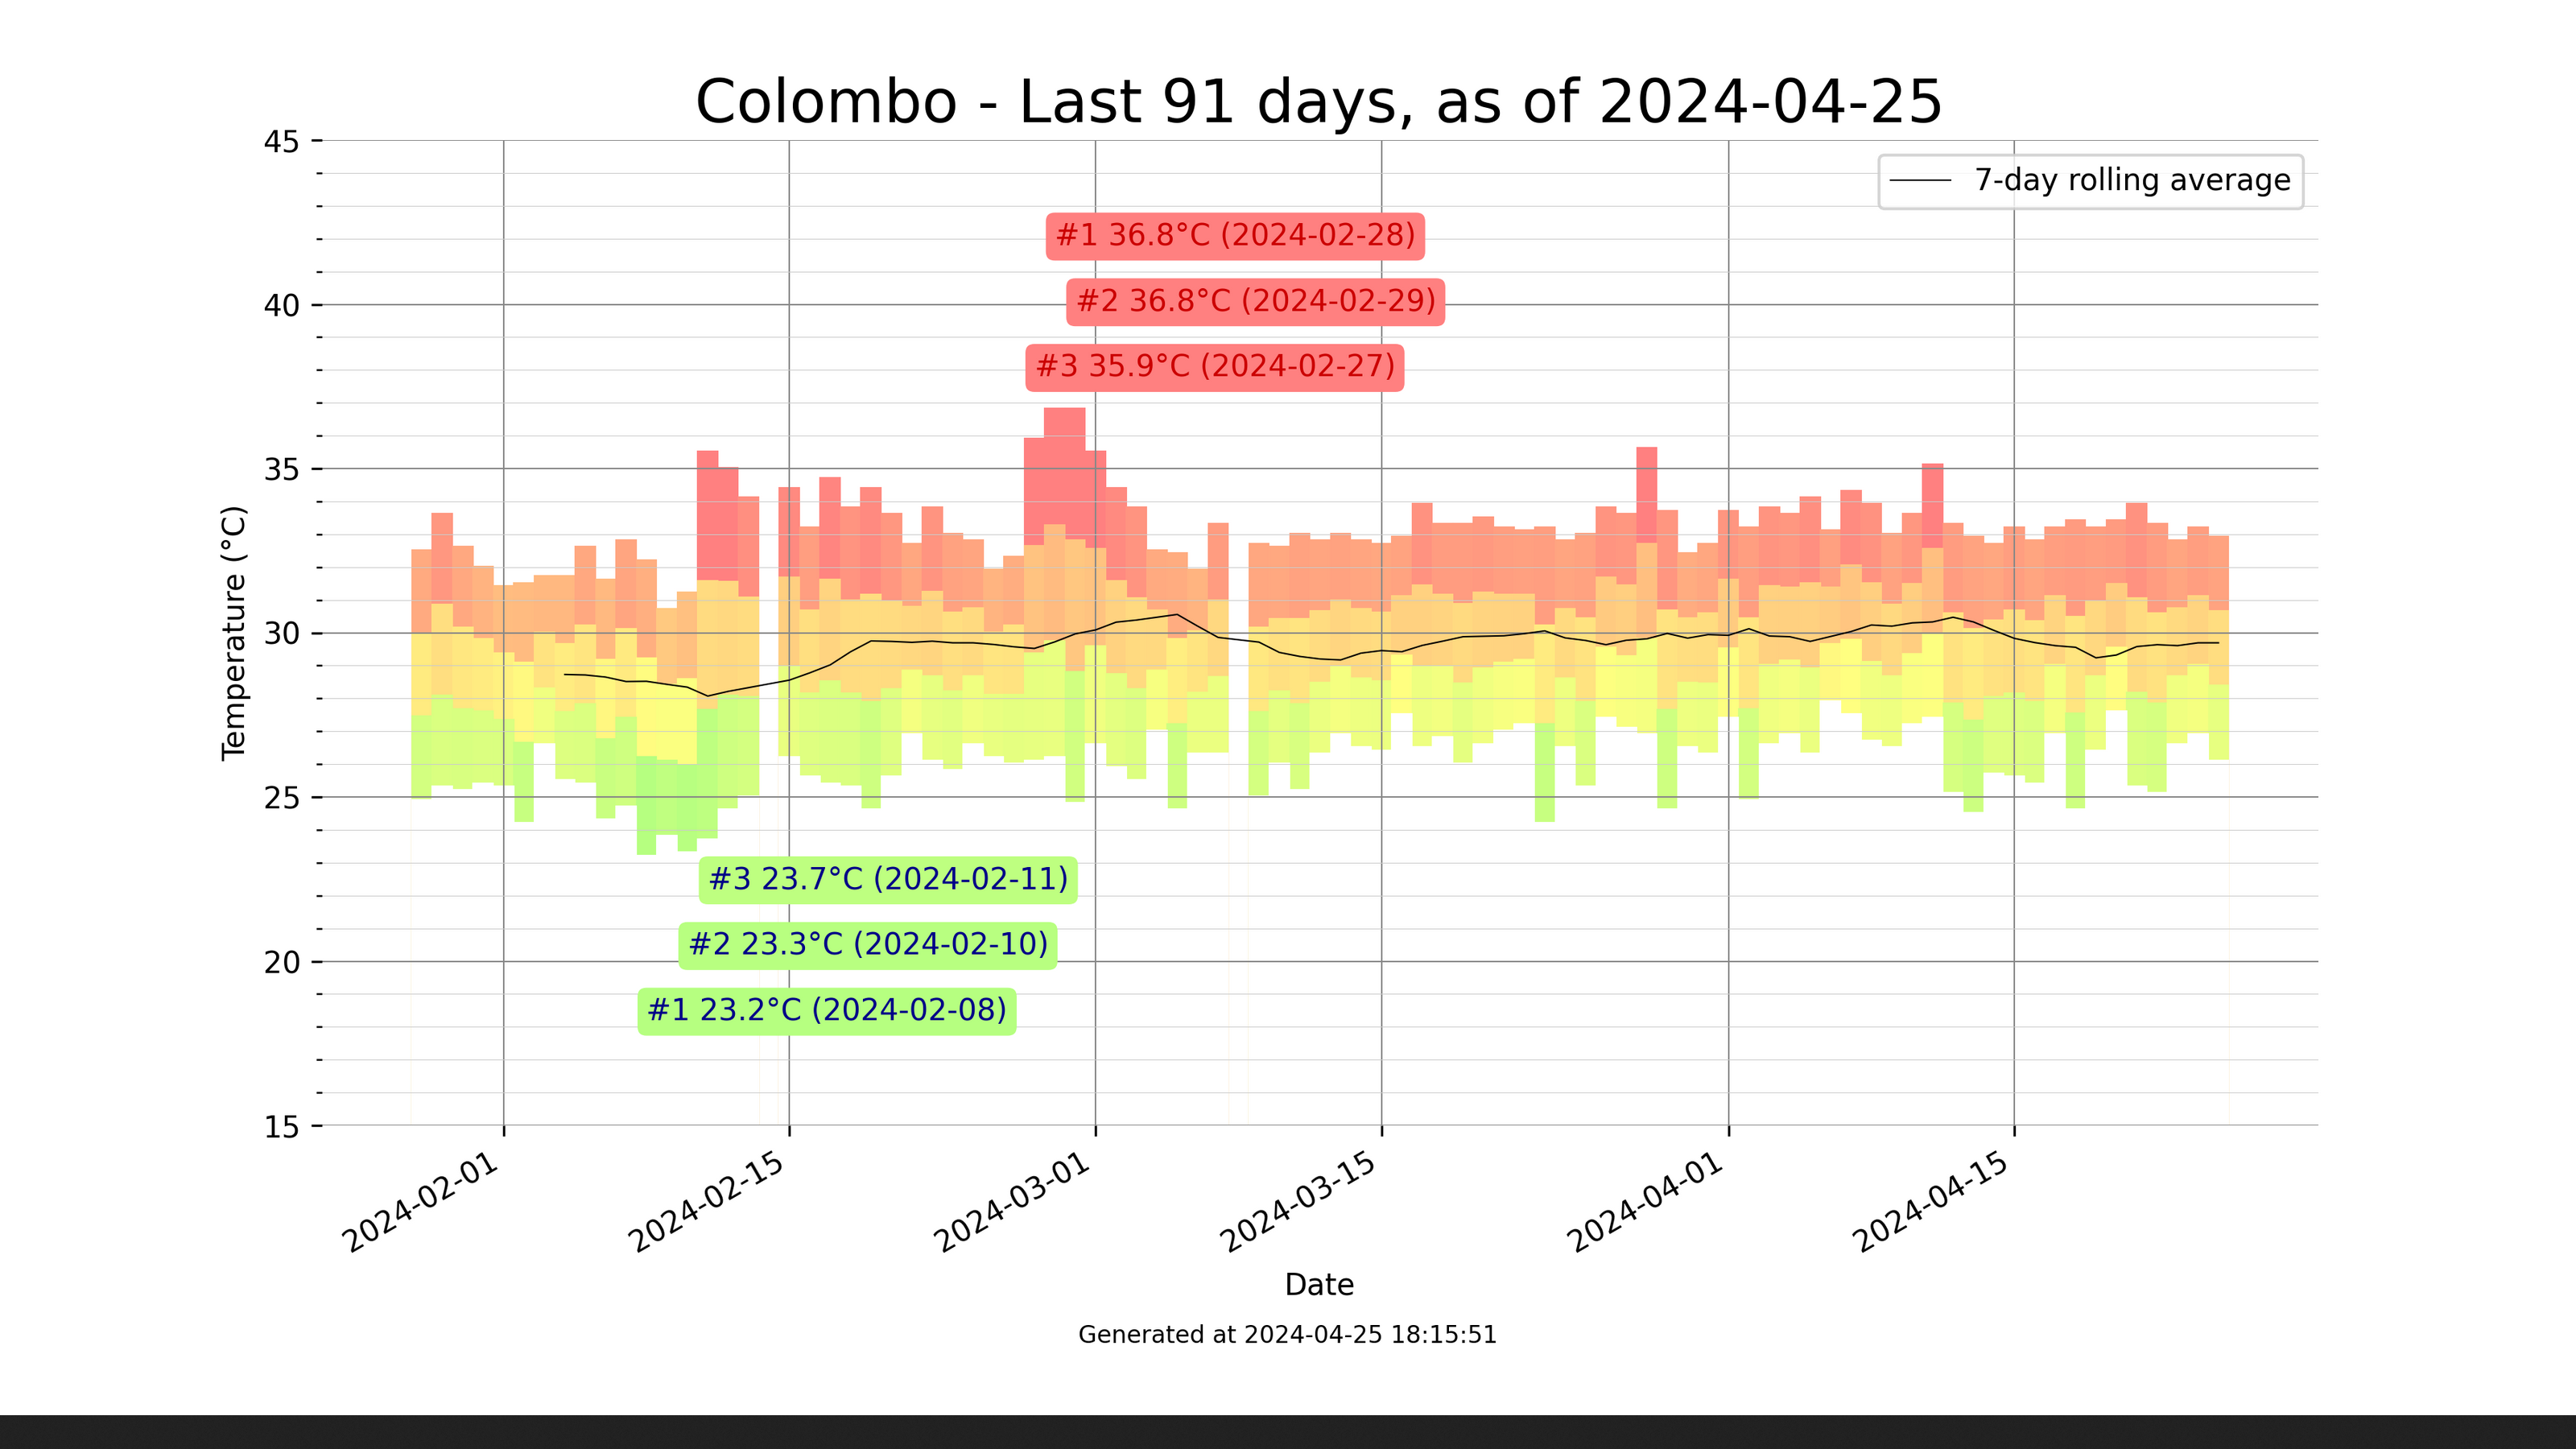 Colombo - Last 91 days, as of 2024-04-25
45
7-day rolling average
#1 36.8°C (2024-02-28)
40
#2 36.8°C (2024-02-29)
#3 35.9°C (2024-02-27)
35
Temperature (°C)
30
25
#3 23.7°C (2024-02-11)
#2 23.3°C (2024-02-10)
20
#1 23.2°C (2024-02-08)
15
2024-02-01
2024-02-15
2024-03-01
2024-03-15
2024-04-01
2024-04-15
Date
Generated at 2024-04-25 18:15:51